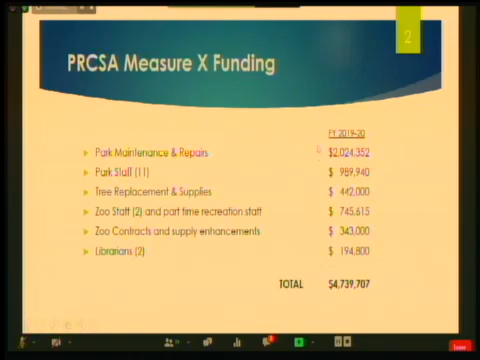 2
PRCSA Measure X Funding
FY 2019-20
Park Maintenance & Repairs $2,024,352
Park Staff (11) $ 989,940
Tree Replacement & Supplies $ 442,000
Zoo Staff (2) and part time recreation staff $ 745,615
Zoo Contracts and supply enhancements $ 343,000
Librarians (2) $ 194,800
TOTAL $4,739,707